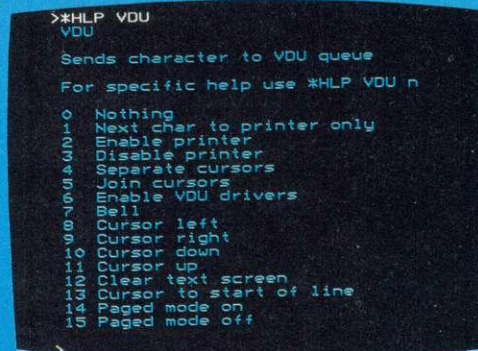 >*HLP VDU
VDU
Sends character to VDU queue
For specific help use *HLP VDU n
0 Nothing
1 Next char to printer only
2 Enable printer
3 Disable printer
4 Separate cursors
5 Join cursors
6 Enable VDU drivers
7 Bell
8 Cursor left
9 Cursor right
10 Cursor down
11 Cursor up
12 Clear text screen
13 Cursor to start of line
14 Paged mode on
15 Paged mode off
>